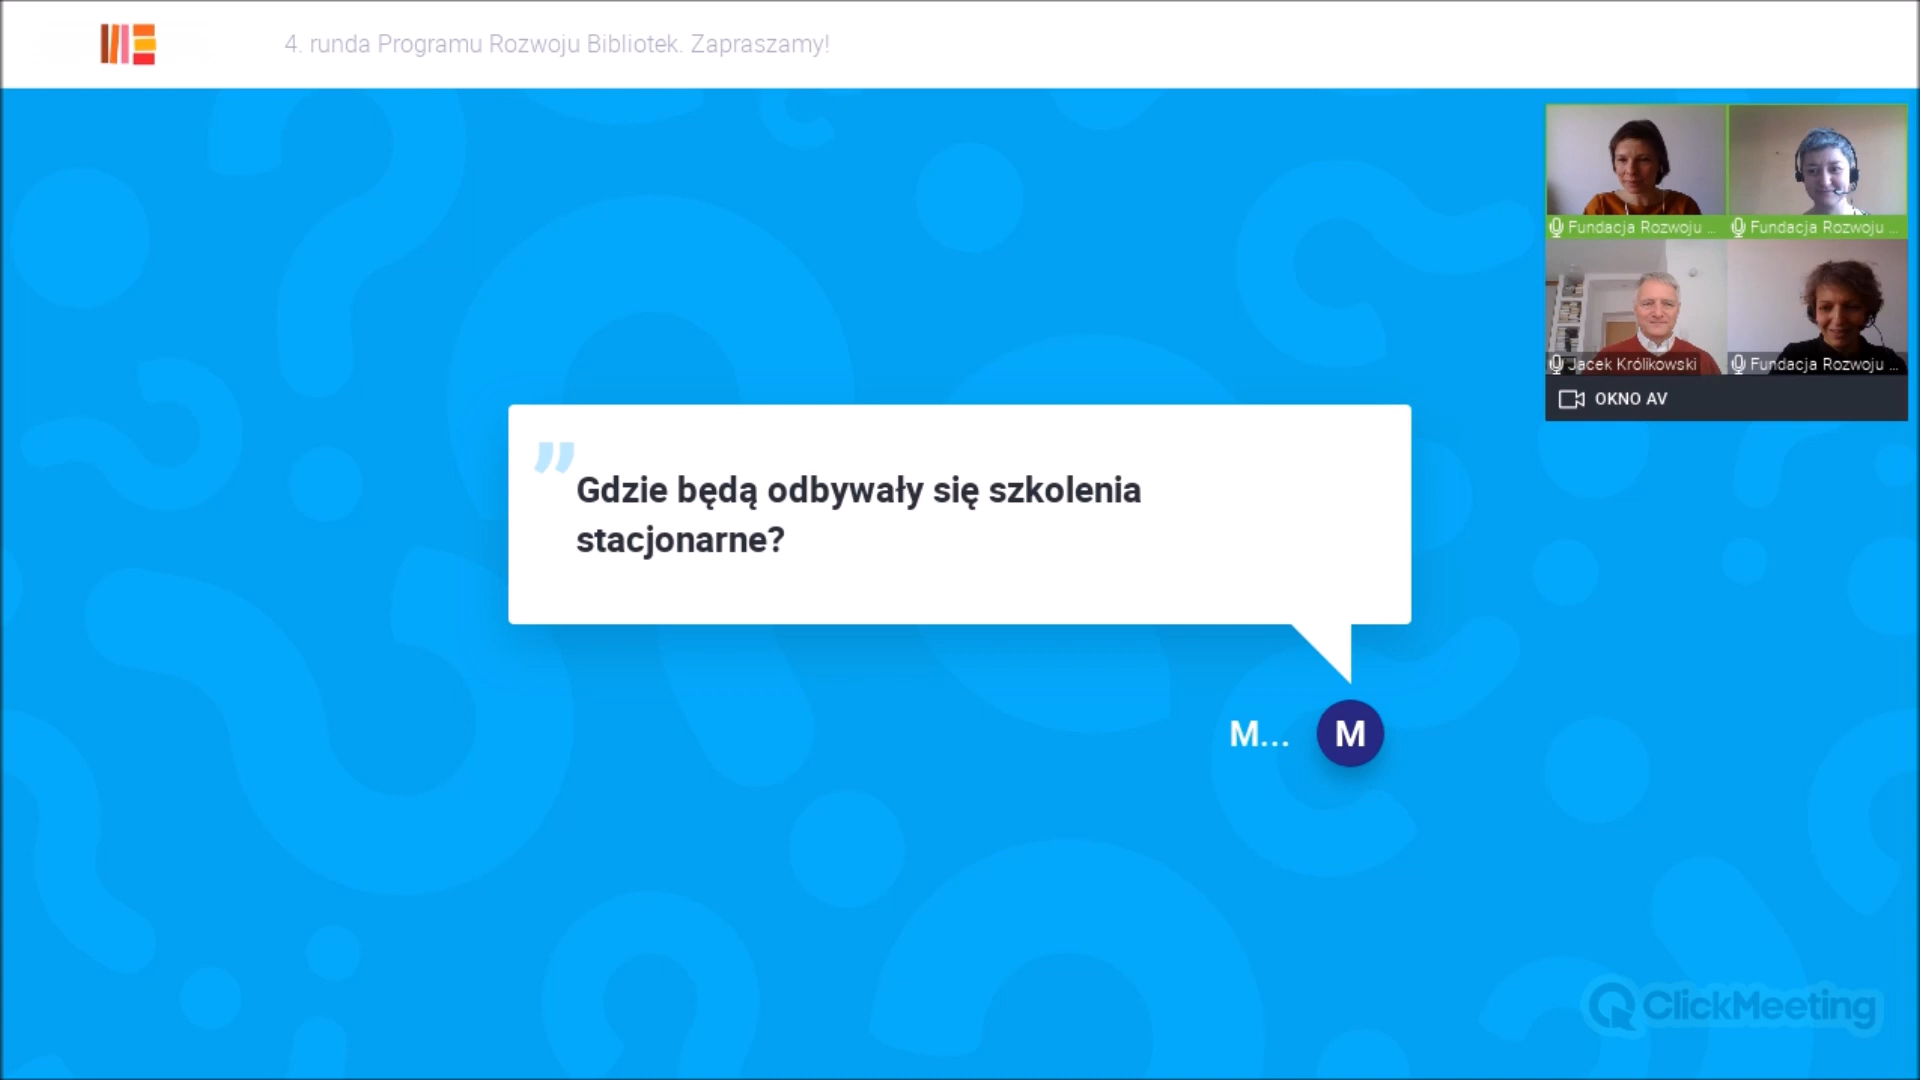 4. runda Programu Rozwoju Bibliotek. Zapraszamy!
Fundacja Rozwoju ...
Fundacja Rozwoju ...
Jacek Królikowski
Fundacja Rozwoju ...
OKNO AV
” Gdzie będą odbywały się szkolenia
stacjonarne?
M... M
ClickMeeting